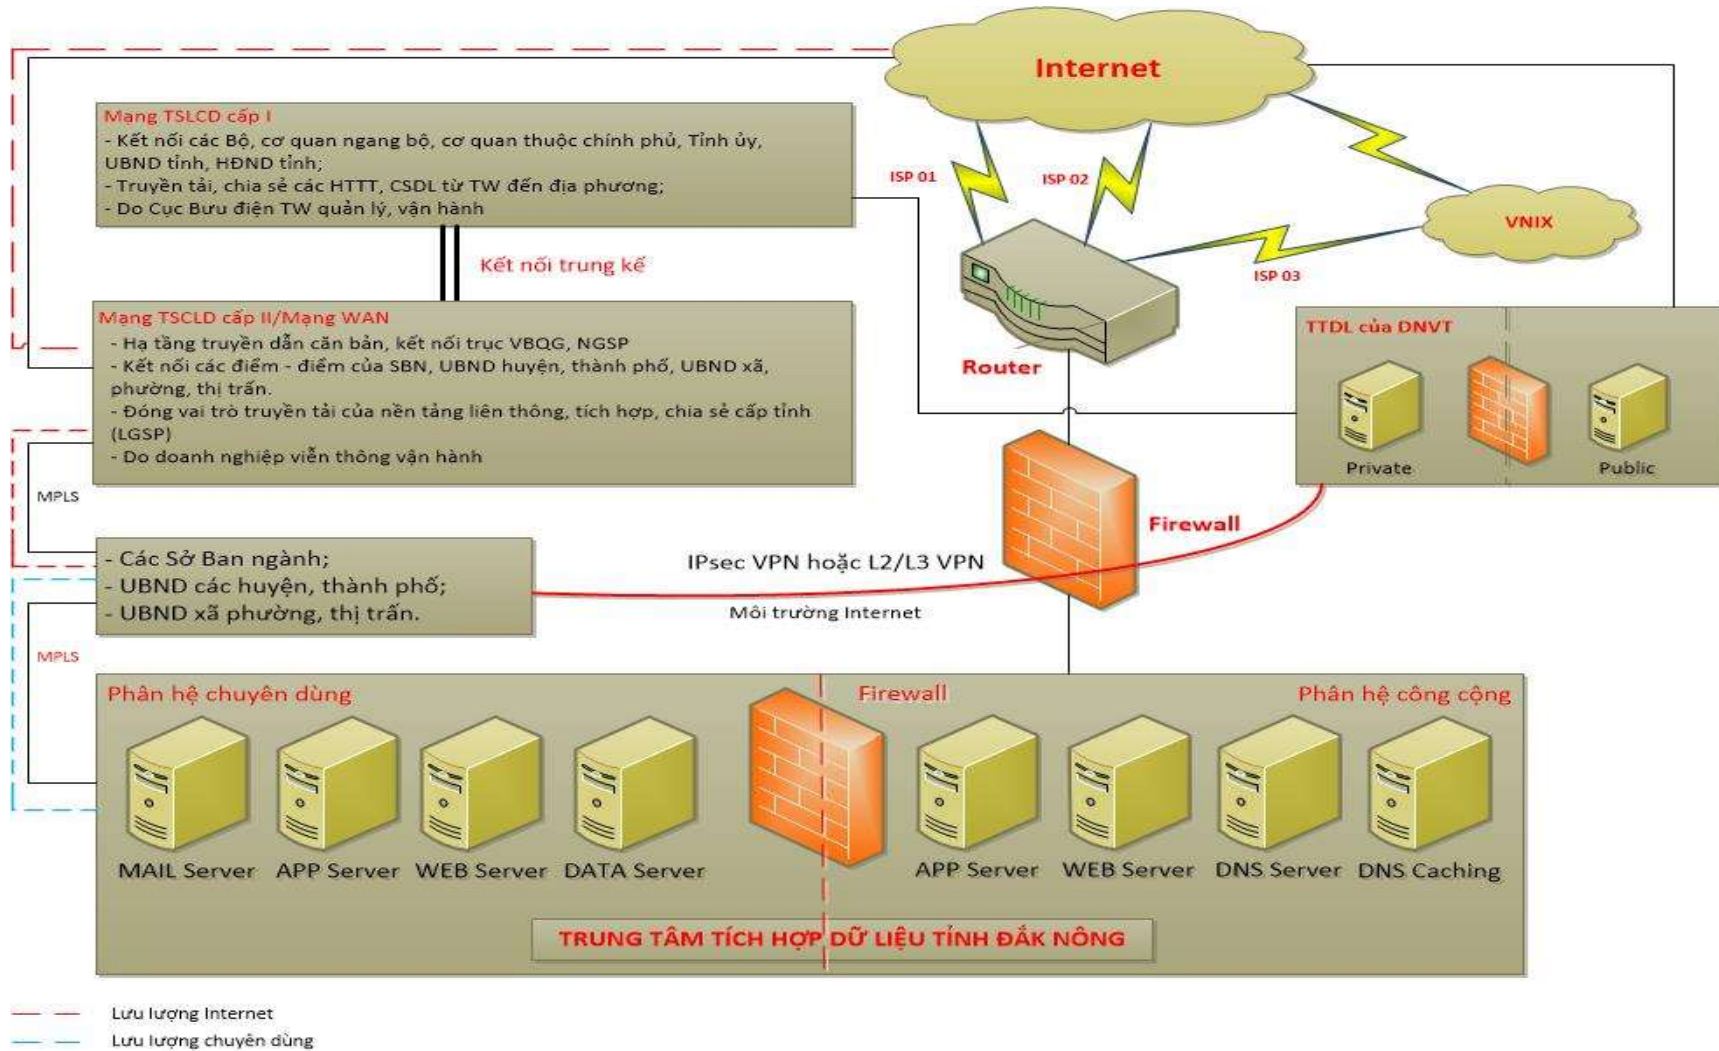 Internet
Mạng TSLCD cấp I
- Kết nối các Bộ, cơ quan ngang bộ, cơ quan thuộc chính phủ, Tỉnh ủy,
UBND tỉnh, HĐND tỉnh;
- Truyền tải, chia sẻ các HTTT, CSDL từ TW đến địa phương;
- Do Cục Bưu điện TW quản lý, vận hành
ISP 01
ISP 02
VNIX
ISP 03
Kết nối trung kế
Mạng TSCLD cấp II/Mạng WAN
- Hạ tầng truyền dẫn căn bản, kết nối trục VBQG, NGSP
- Kết nối các điểm - điểm của SBN, UBND huyện, thành phố, UBND xã,
phường, thị trấn.
- Đóng vai trò truyền tải của nền tảng liên thông, tích hợp, chia sẻ cấp tỉnh
(LGSP)
- Do doanh nghiệp viễn thông vận hành
Router
TTDL của DNVT
Private
Public
MPLS
Firewall
- Các Sở Ban ngành;
- UBND các huyện, thành phố;
- UBND xã phường, thị trấn.
IPsec VPN hoặc L2/L3 VPN
Môi trường Internet
MPLS
Phân hệ chuyên dùng
Firewall
Phân hệ công cộng
MAIL Server
APP Server
WEB Server
DATA Server
APP Server
WEB Server
DNS Server
DNS Caching
TRUNG TÂM TÍCH HỢP DỮ LIỆU TỈNH ĐẮK NÔNG
Lưu lượng Internet
Lưu lượng chuyên dùng